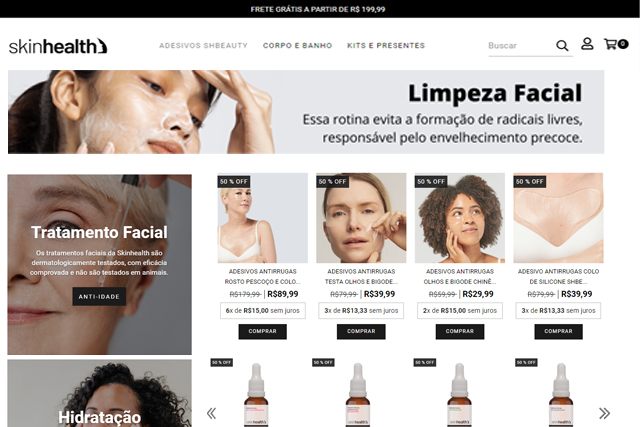 FRETE GRÁTIS A PARTIR DE R$ 199,99
skinhealth
ADESIVOS SHBEAUTY CORPO E BANHO KITS E PRESENTES
Buscar
0
Limpeza Facial
Essa rotina evita a formação de radicais livres,
responsável pelo envelhecimento precoce.
Tratamento Facial
Os tratamentos faciais da Skinhealth são
dermatologicamente testados, com eficácia
comprovada e não são testados em animais.
ANTI-IDADE
Hidratação
50 % OFF
ADESIVOS ANTIRRUGAS
ROSTO PESCOÇO E COLO...
R$179,99 R$89,99
6x de R$15,00 sem juros
COMPRAR
50 % OFF
ADESIVOS ANTIRRUGAS
TESTA OLHOS E BIGODE...
R$79,99 R$39,99
3x de R$13,33 sem juros
COMPRAR
50 % OFF
ADESIVOS ANTIRRUGAS
OLHOS E BIGODE CHINÊ...
R$59,99 R$29,99
2x de R$15,00 sem juros
COMPRAR
50 % OFF
ADESIVO ANTIRRUGAS COLO
DE SILICONE SHBE...
R$79,99 R$39,99
3x de R$13,33 sem juros
COMPRAR
50 % OFF
50 % OFF
50 % OFF
50 % OFF
skinhealth
skinhealth
skinhealth
skinhealth